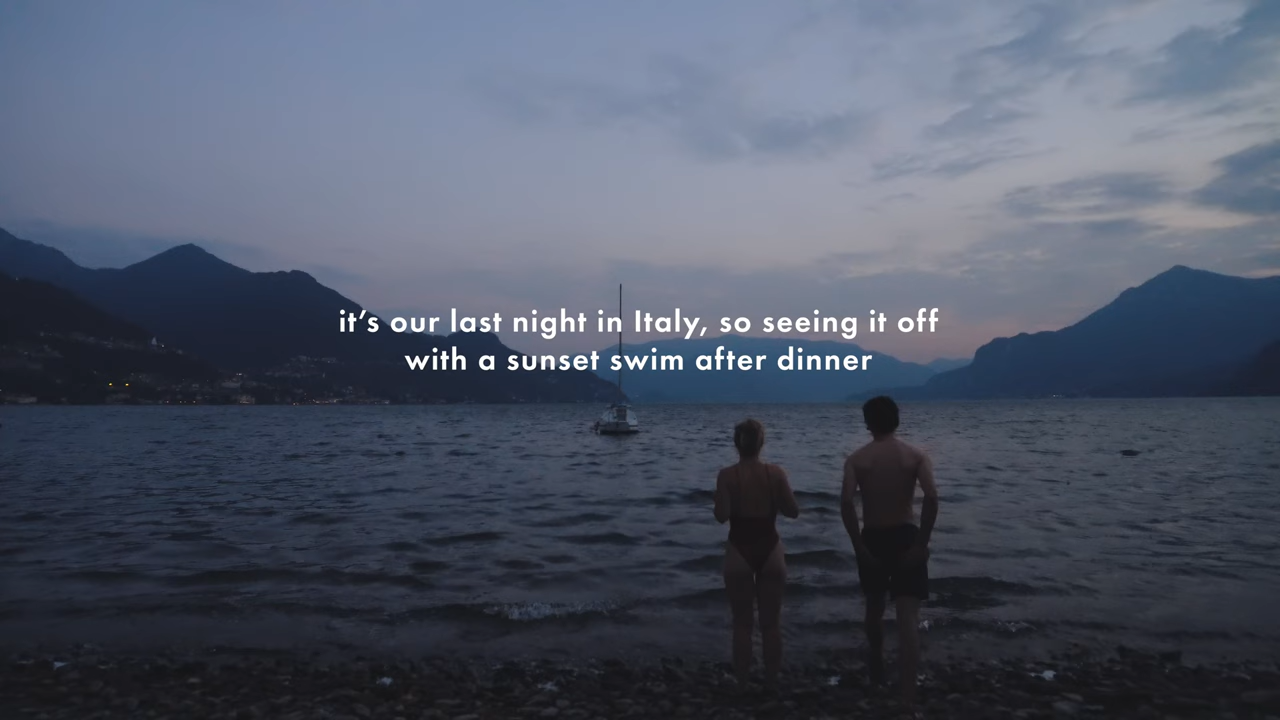 it's our last night in Italy, so seeing it off
with a sunset swim after dinner